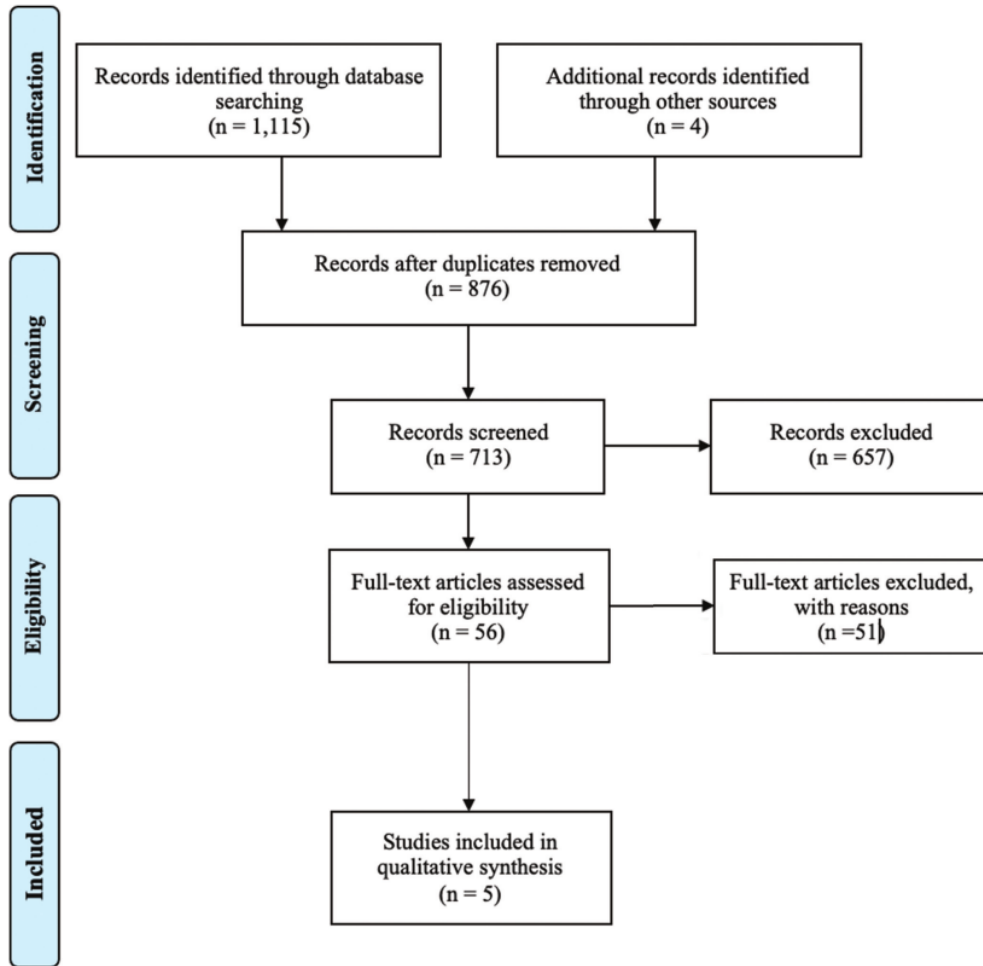 Identification
Records identified through database
searching
(n = 1,115)
Additional records identified
through other sources
(n = 4)
Screening
Records after duplicates removed
(n = 876)
Records screened
(n = 713)
Records excluded
(n = 657)
Eligibility
Full-text articles assessed
for eligibility
(n = 56)
Full-text articles excluded,
with reasons
(n =51)
Included
Studies included in
qualitative synthesis
(n = 5)